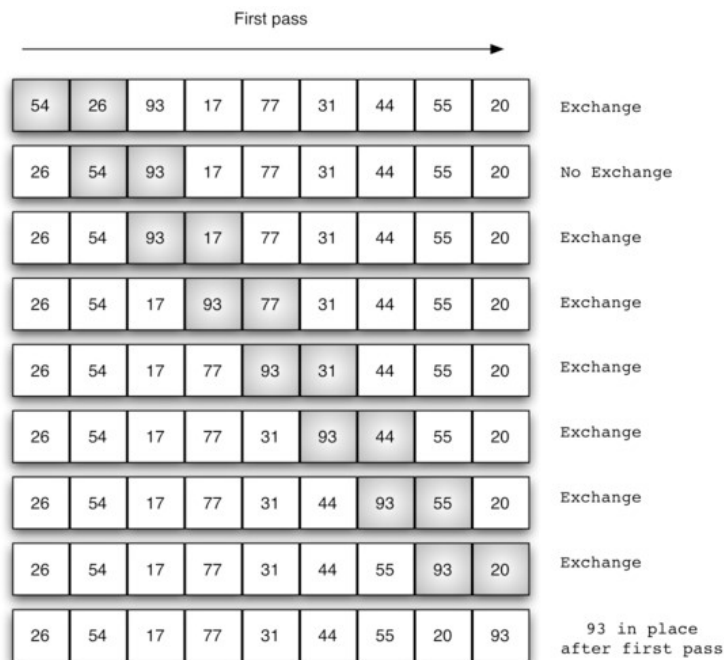 First pass
54 26 93 17 77 31 44 55 20 Exchange
26 54 93 17 77 31 44 55 20 No Exchange
26 54 93 17 77 31 44 55 20 Exchange
26 54 17 93 77 31 44 55 20 Exchange
26 54 17 77 93 31 44 55 20 Exchange
26 54 17 77 31 93 44 55 20 Exchange
26 54 17 77 31 44 93 55 20 Exchange
26 54 17 77 31 44 55 93 20 Exchange
26 54 17 77 31 44 55 20 93 93 in place
after first pass